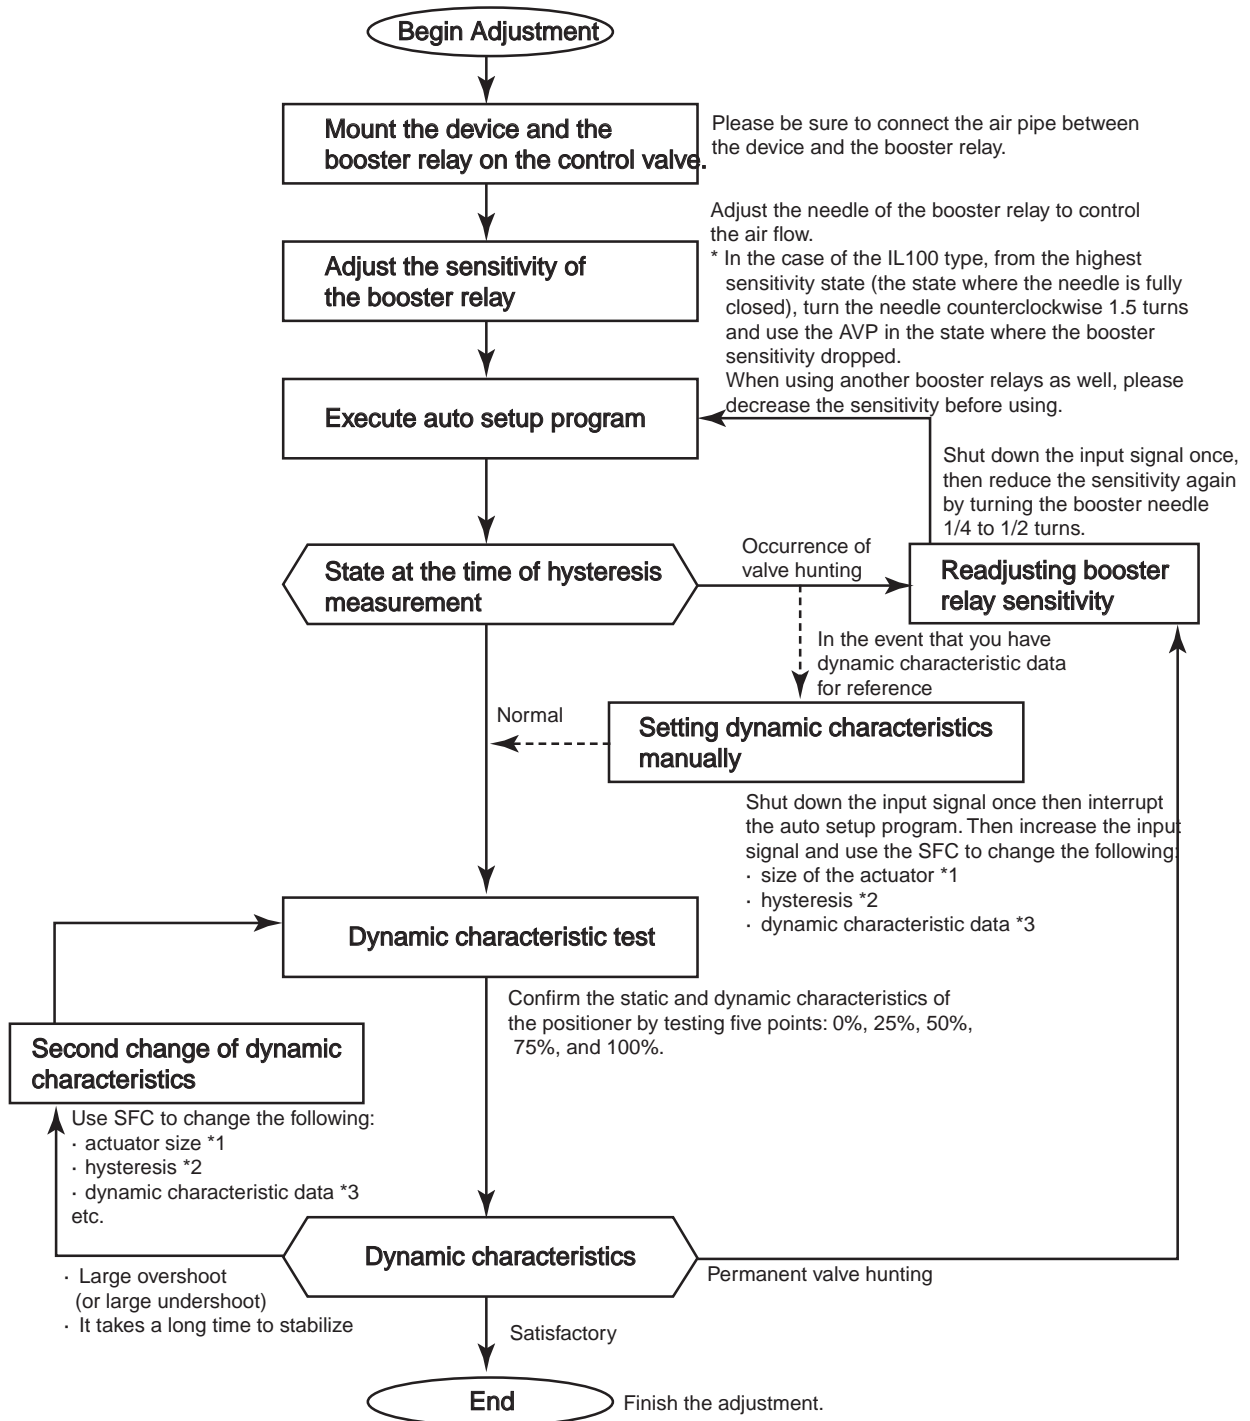 Begin Adjustment
Mount the device and the
booster relay on the control valve.
Please be sure to connect the air pipe between
the device and the booster relay.
Adjust the sensitivity of
the booster relay
Adjust the needle of the booster relay to control
the air flow.
* In the case of the IL100 type, from the highest
sensitivity state (the state where the needle is fully
closed), turn the needle counterclockwise 1.5 turns
and use the AVP in the state where the booster
sensitivity dropped.
When using another booster relays as well, please
decrease the sensitivity before using.
Execute auto setup program
Shut down the input signal once,
then reduce the sensitivity again
by turning the booster needle
1/4 to 1/2 turns.
State at the time of hysteresis
measurement
Occurrence of
valve hunting
Readjusting booster
relay sensitivity
In the event that you have
dynamic characteristic data
for reference
Normal
Setting dynamic characteristics
manually
Shut down the input signal once then interrupt
the auto setup program. Then increase the input
signal and use the SFC to change the following:
· size of the actuator *1
· hysteresis *2
· dynamic characteristic data *3
Dynamic characteristic test
Confirm the static and dynamic characteristics of
the positioner by testing five points: 0%, 25%, 50%,
75%, and 100%.
Second change of dynamic
characteristics
Use SFC to change the following:
· actuator size *1
· hysteresis *2
· dynamic characteristic data *3
etc.
Dynamic characteristics
· Large overshoot
(or large undershoot)
· It takes a long time to stabilize
Permanent valve hunting
Satisfactory
End
Finish the adjustment.